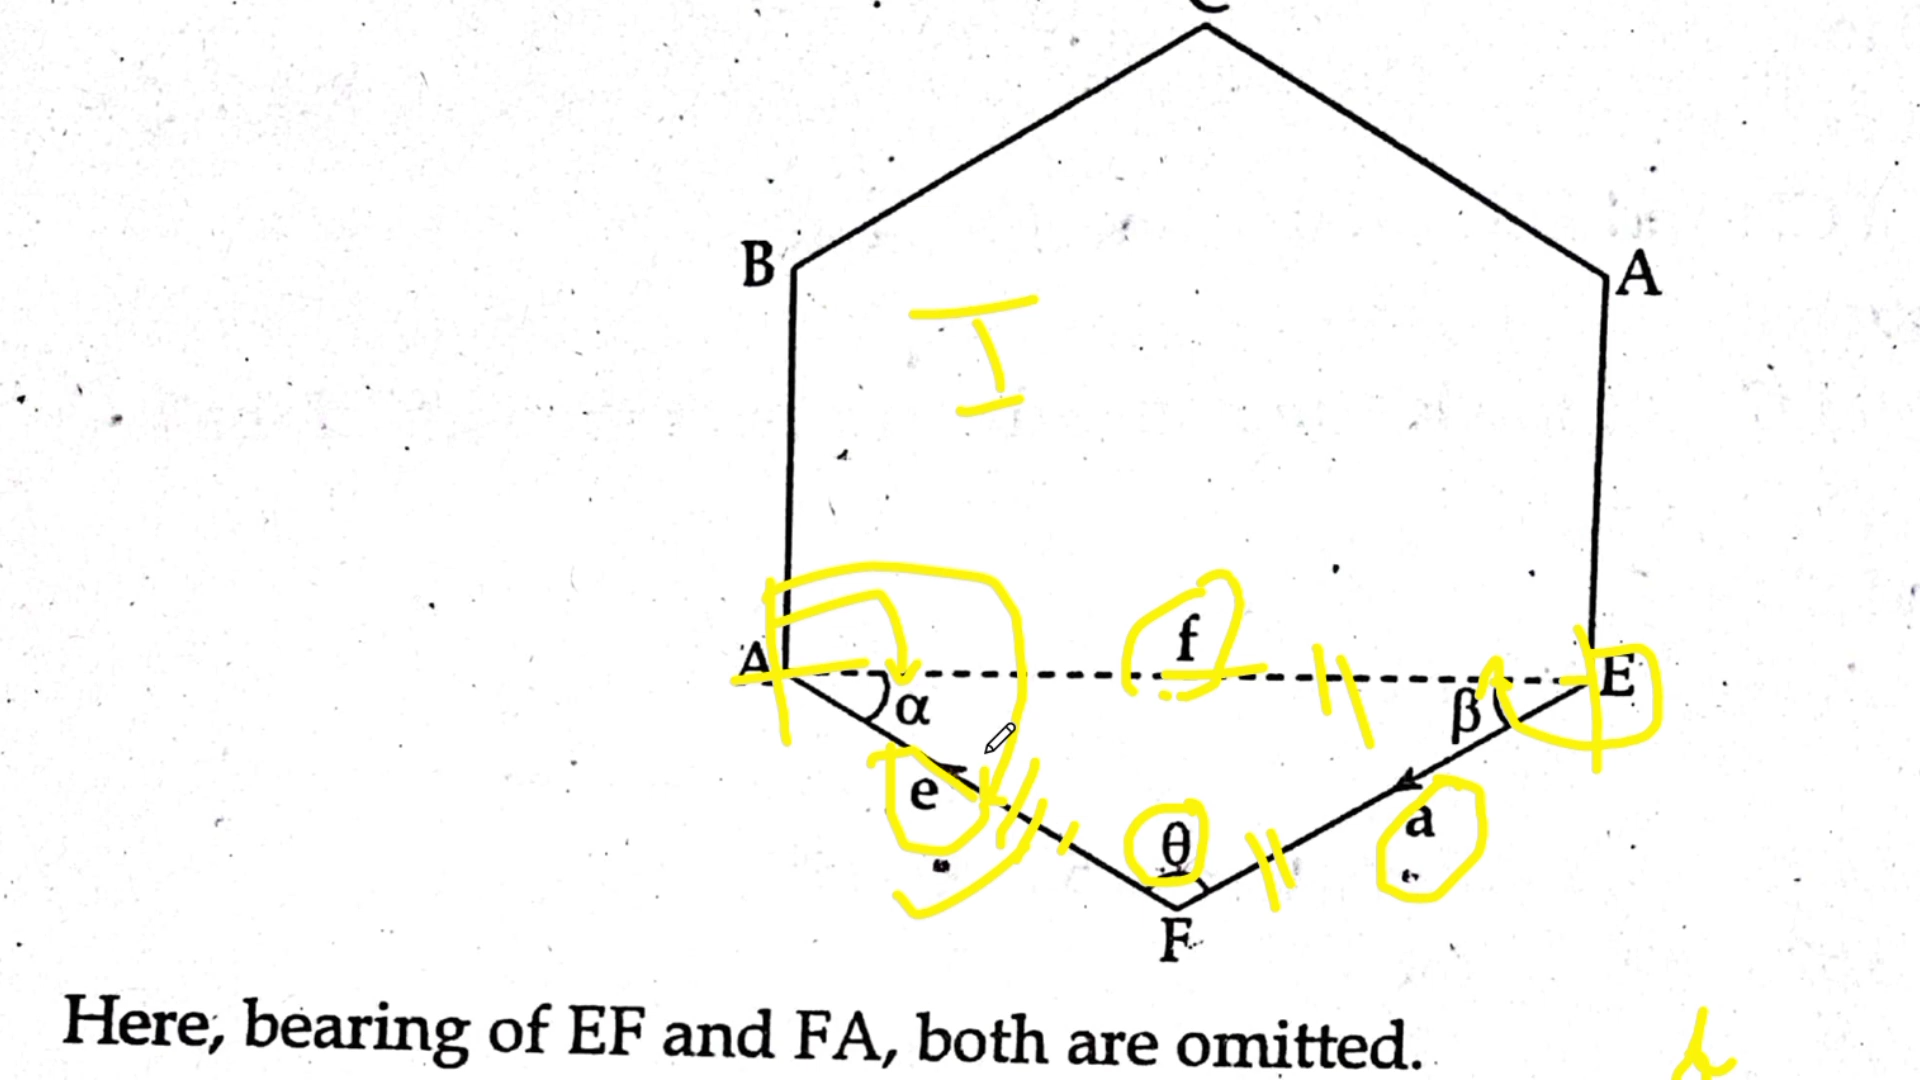 C
B
A
I
A
f
E
α
β
e
θ
a
F
Here, bearing of EF and FA, both are omitted.